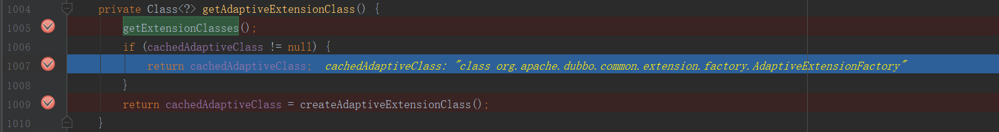 1004 private Class<?> getAdaptiveExtensionClass() {
1005 getExtensionClasses();
1006 if (cachedAdaptiveClass != null) {
1007 return cachedAdaptiveClass; cachedAdaptiveClass: "class org.apache.dubbo.common.extension.factory.AdaptiveExtensionFactory"
1008 }
1009 return cachedAdaptiveClass = createAdaptiveExtensionClass();
1010 }